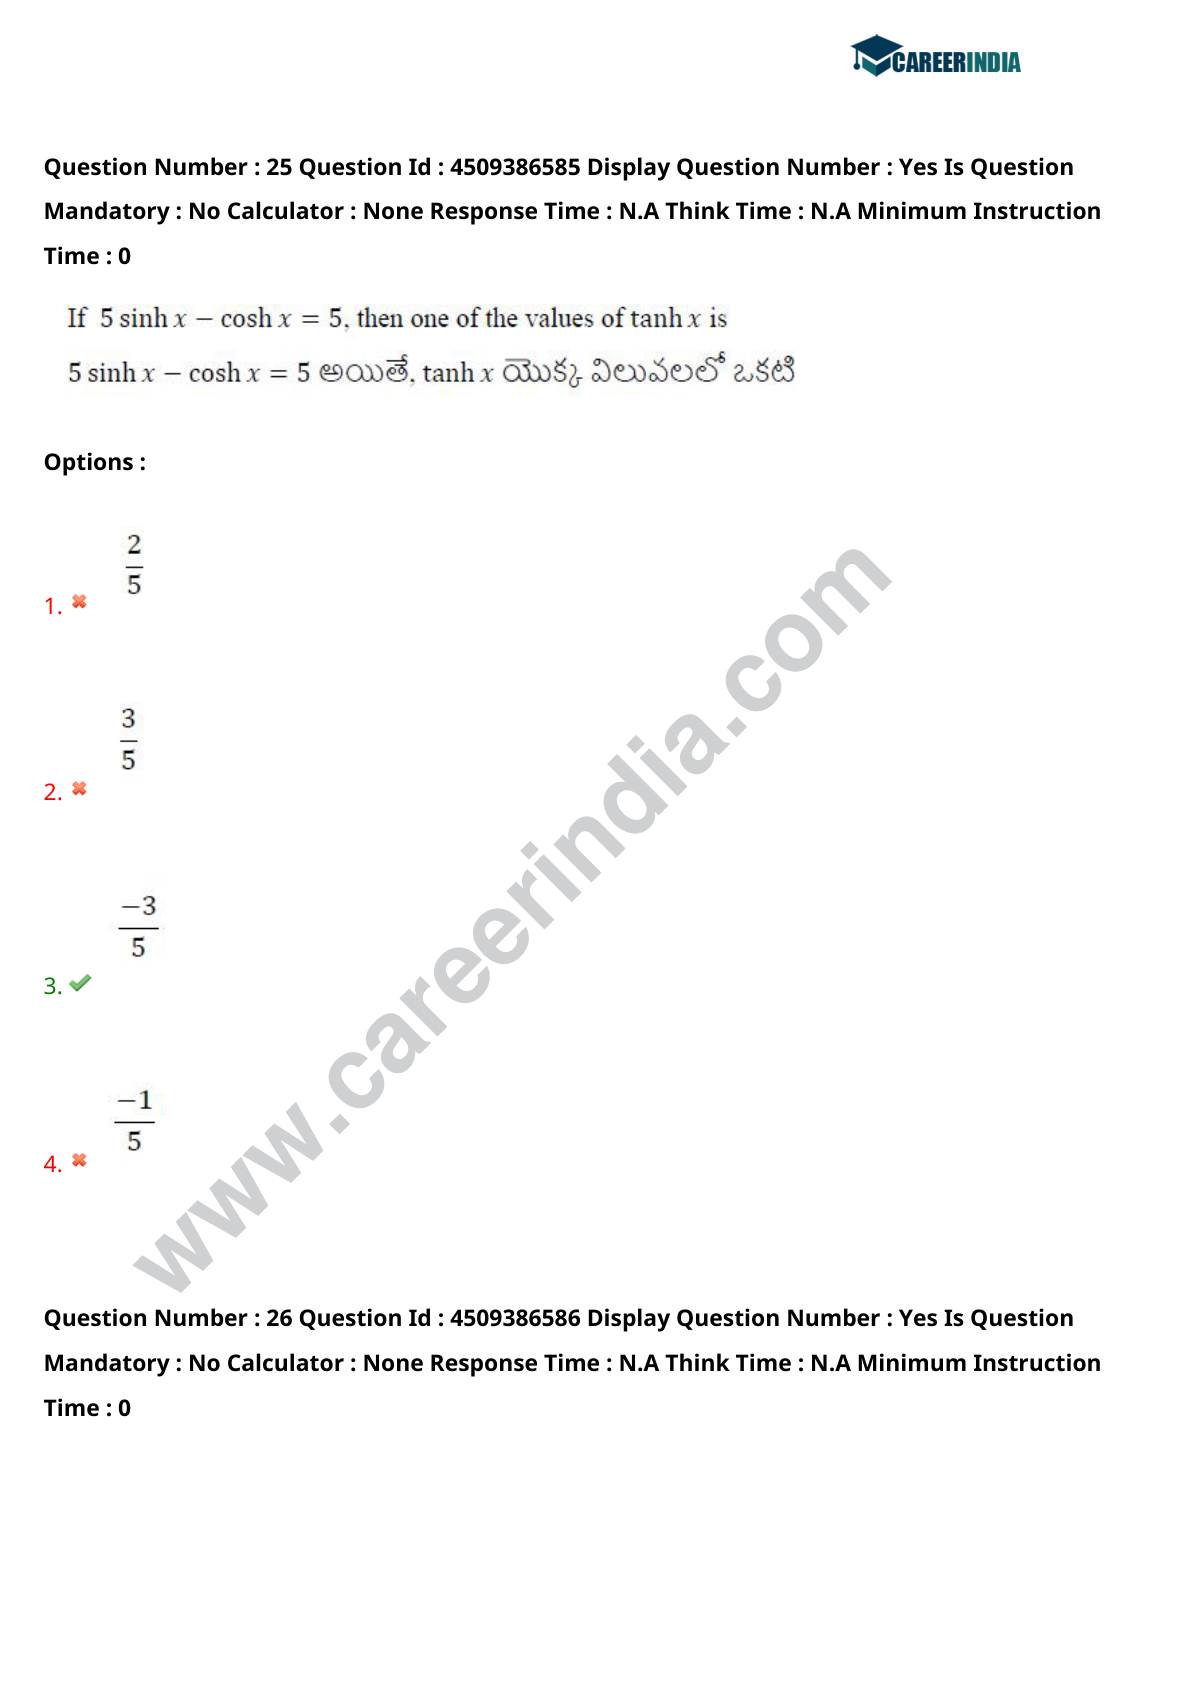 CAREERINDIA
Question Number : 25 Question Id : 4509386585 Display Question Number : Yes Is Question
Mandatory : No Calculator : None Response Time : N.A Think Time : N.A Minimum Instruction
Time : 0
If 5 sinh x − cosh x = 5, then one of the values of tanh x is
5 sinh x − cosh x = 5 అయితే, tanh x యొక్క విలువలలో ఒకటి
Options :
2
5
1.
3
5
2.
−3
5
3.
−1
5
4.
www.careerindia.com
Question Number : 26 Question Id : 4509386586 Display Question Number : Yes Is Question
Mandatory : No Calculator : None Response Time : N.A Think Time : N.A Minimum Instruction
Time : 0